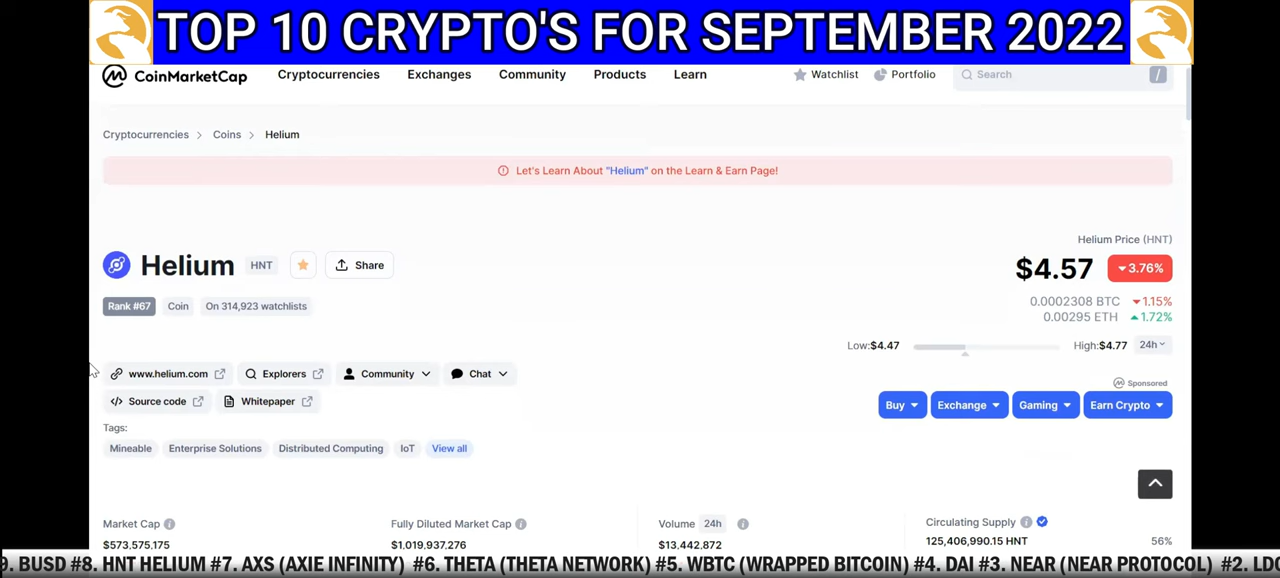 TOP 10 CRYPTO'S FOR SEPTEMBER 2022
CoinMarketCap Cryptocurrencies Exchanges Community Products Learn Watchlist Portfolio Search /
Cryptocurrencies > Coins > Helium
Let's Learn About "Helium" on the Learn & Earn Page!
Helium Price (HNT)
Helium HNT Share $4.57 3.76%
0.0002308 BTC 1.15%
Rank #67 Coin On 314,923 watchlists
0.00295 ETH 1.72%
Low:$4.47 High:$4.77 24h
www.helium.com Explorers Community Chat
Sponsored
Source code Whitepaper
Buy Exchange Gaming Earn Crypto
Tags:
Mineable Enterprise Solutions Distributed Computing IoT View all
Market Cap Fully Diluted Market Cap Volume 24h Circulating Supply
$573,575,175 $1,019,937,276 $13,442,872 125,406,990.15 HNT 56%
9. BUSD #8. HNT HELIUM #7. AXS (AXIE INFINITY) #6. THETA (THETA NETWORK) #5. WBTC (WRAPPED BITCOIN) #4. DAI #3. NEAR (NEAR PROTOCOL) #2. LDO